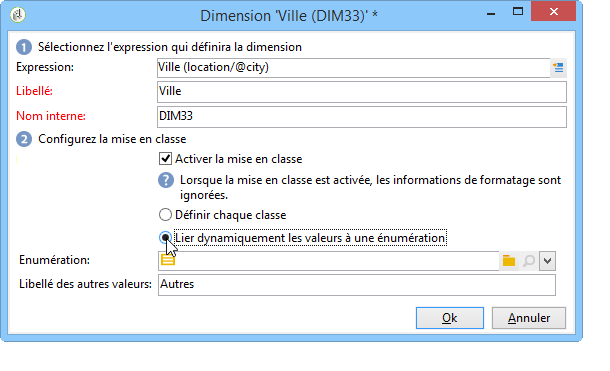 Dimension 'Ville (DIM33)' *
1 Sélectionnez l'expression qui définira la dimension
Expression: Ville (location/@city)
Libellé: Ville
Nom interne: DIM33
2 Configurez la mise en classe
Activer la mise en classe
? Lorsque la mise en classe est activée, les informations de formatage sont
ignorées.
Définir chaque classe
Lier dynamiquement les valeurs à une énumération
Enumération:
Libellé des autres valeurs: Autres
Ok Annuler